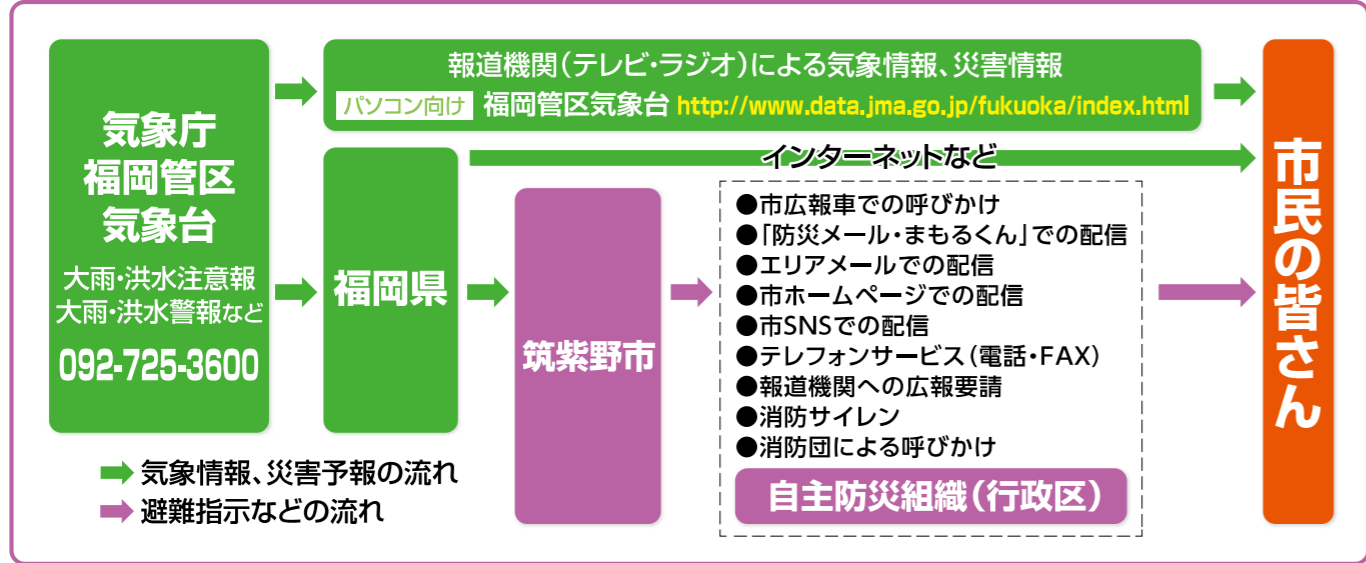 気象庁
福岡管区
気象台
大雨・洪水注意報
大雨・洪水警報など
092-725-3600
報道機関（テレビ・ラジオ）による気象情報、災害情報
パソコン向け 福岡管区気象台 http://www.data.jma.go.jp/fukuoka/index.html
インターネットなど
福岡県
筑紫野市
●市広報車での呼びかけ
●「防災メール・まもるくん」での配信
●エリアメールでの配信
●市ホームページでの配信
●市SNSでの配信
●テレフォンサービス（電話・FAX）
●報道機関への広報要請
●消防サイレン
●消防団による呼びかけ
自主防災組織（行政区）
市民の皆さん
気象情報、災害予報の流れ
避難指示などの流れ